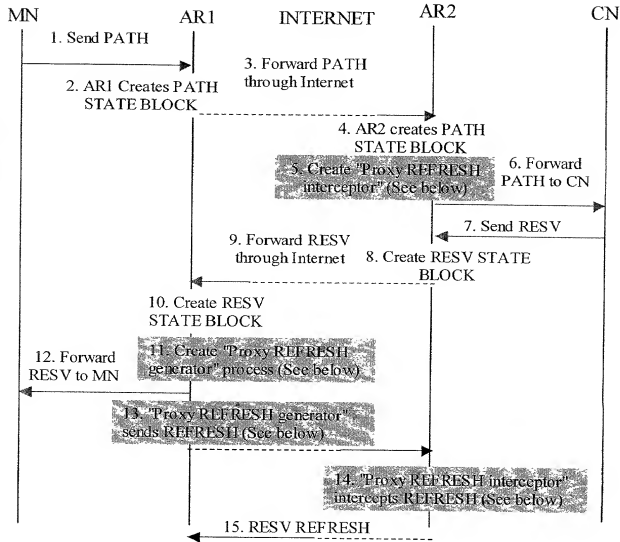 MN
AR1
INTERNET
AR2
CN
1. Send PATH
2. AR1 Creates PATH
STATE BLOCK
3. Forward PATH
through Internet
4. AR2 creates PATH
STATE BLOCK
5. Create "Proxy REFRESH
interceptor" (See below)
6. Forward
PATH to CN
7. Send RESV
8. Create RESV STATE
BLOCK
9. Forward RESV
through Internet
10. Create RESV
STATE BLOCK
11. Create "Proxy REFRESH
generator" process (See below)
12. Forward
RESV to MN
13. "Proxy REFRESH generator"
sends REFRESH (See below)
14. "Proxy REFRESH interceptor"
intercepts REFRESH (See below)
15. RESV REFRESH